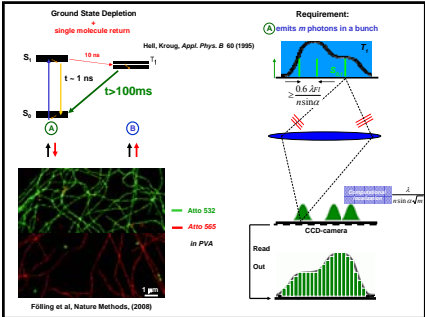 Ground State Depletion
+
single molecule return
Hell, Kroug, Appl. Phys. B 60 (1995)
S1
10 ns
T1
t ~ 1 ns
t>100ms
S0
A
B
Atto 532
Atto 565
in PVA
1 µm
Fölling et al, Nature Methods, (2008)
Requirement:
A emits m photons in a bunch
≥ 0.6 λFl / n sinα
λ / n sinα √m
CCD-camera
Read
Out